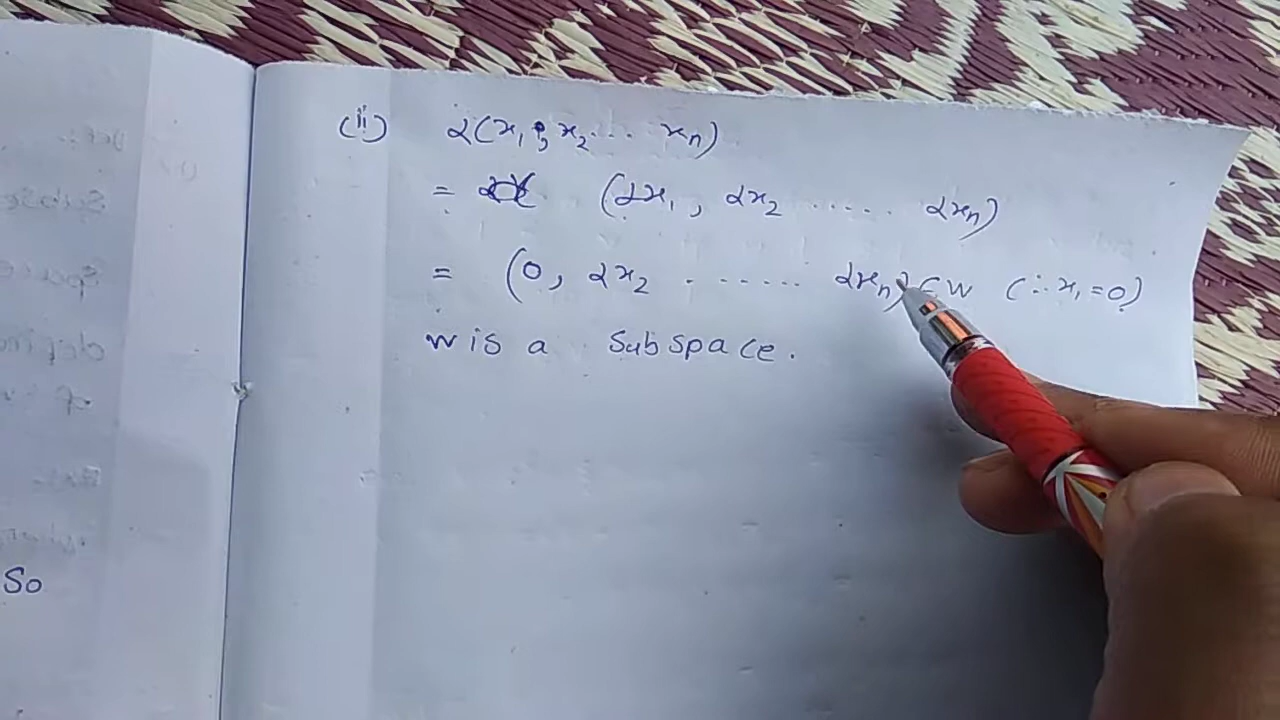 (ii) α(x₁, x₂ ... xₙ)
= (αx₁, αx₂ ..... αxₙ)
= (0, αx₂ ...... αxₙ) ∈ W (∵ x₁ = 0)
W is a Subspace.
So